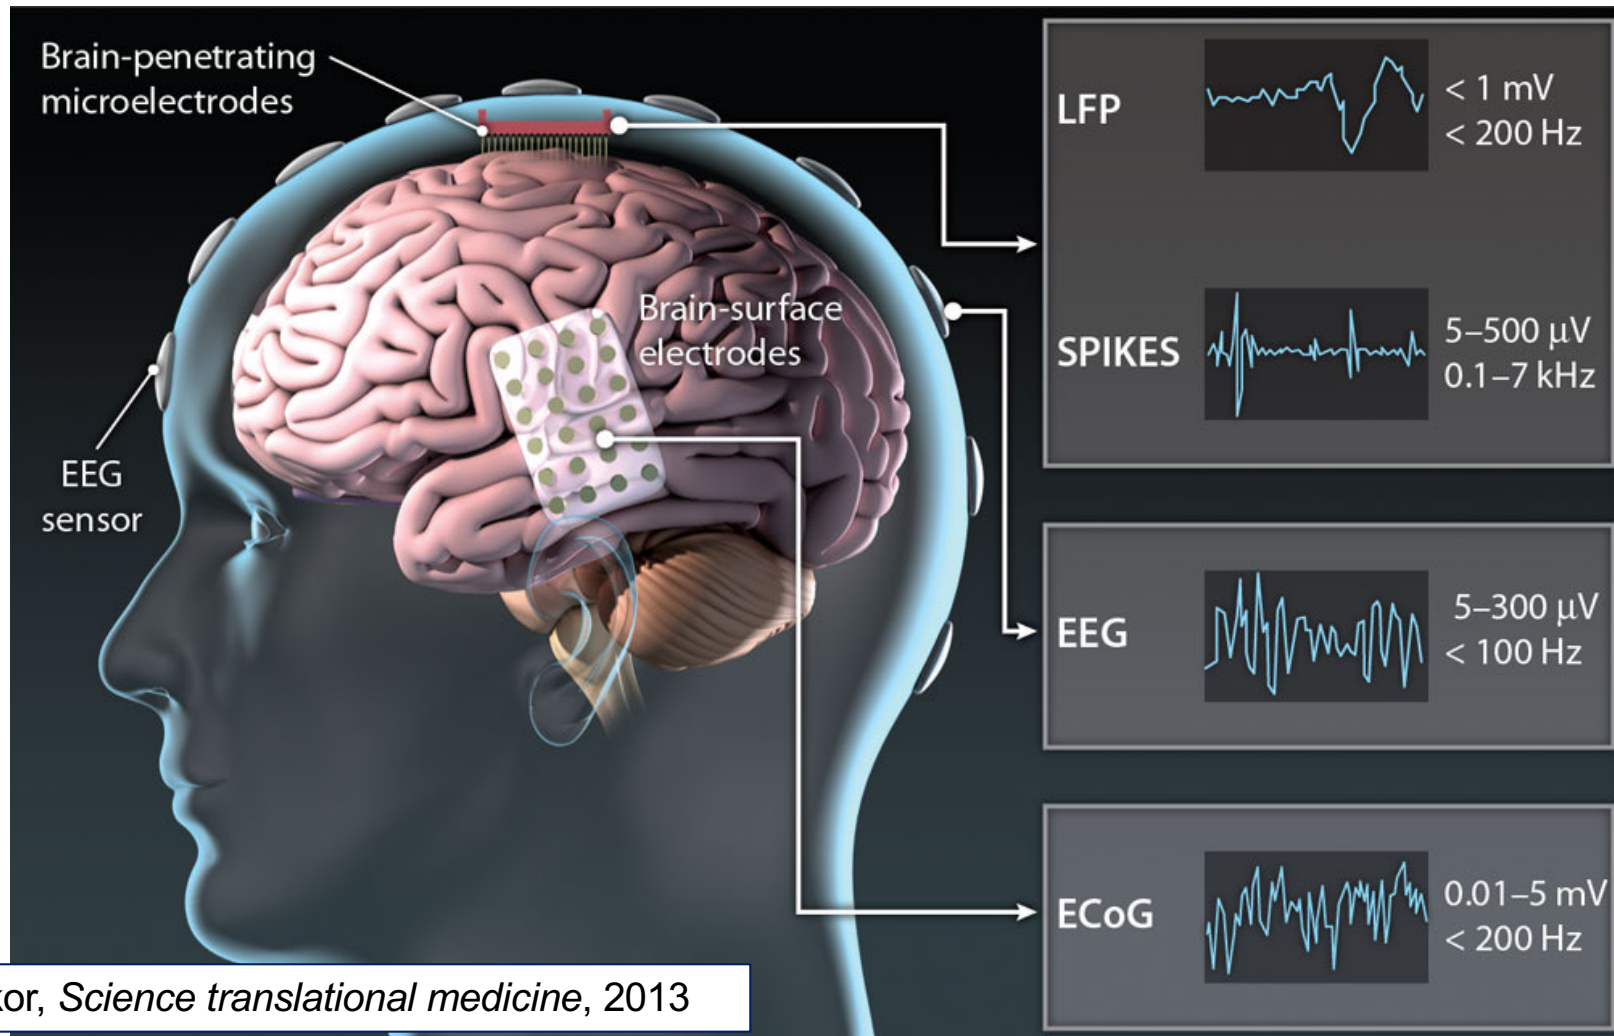 Brain-penetrating
microelectrodes
Brain-surface
electrodes
EEG
sensor
LFP
< 1 mV
< 200 Hz
SPIKES
5–500 µV
0.1–7 kHz
EEG
5–300 µV
< 100 Hz
ECoG
0.01–5 mV
< 200 Hz
Science translational medicine, 2013